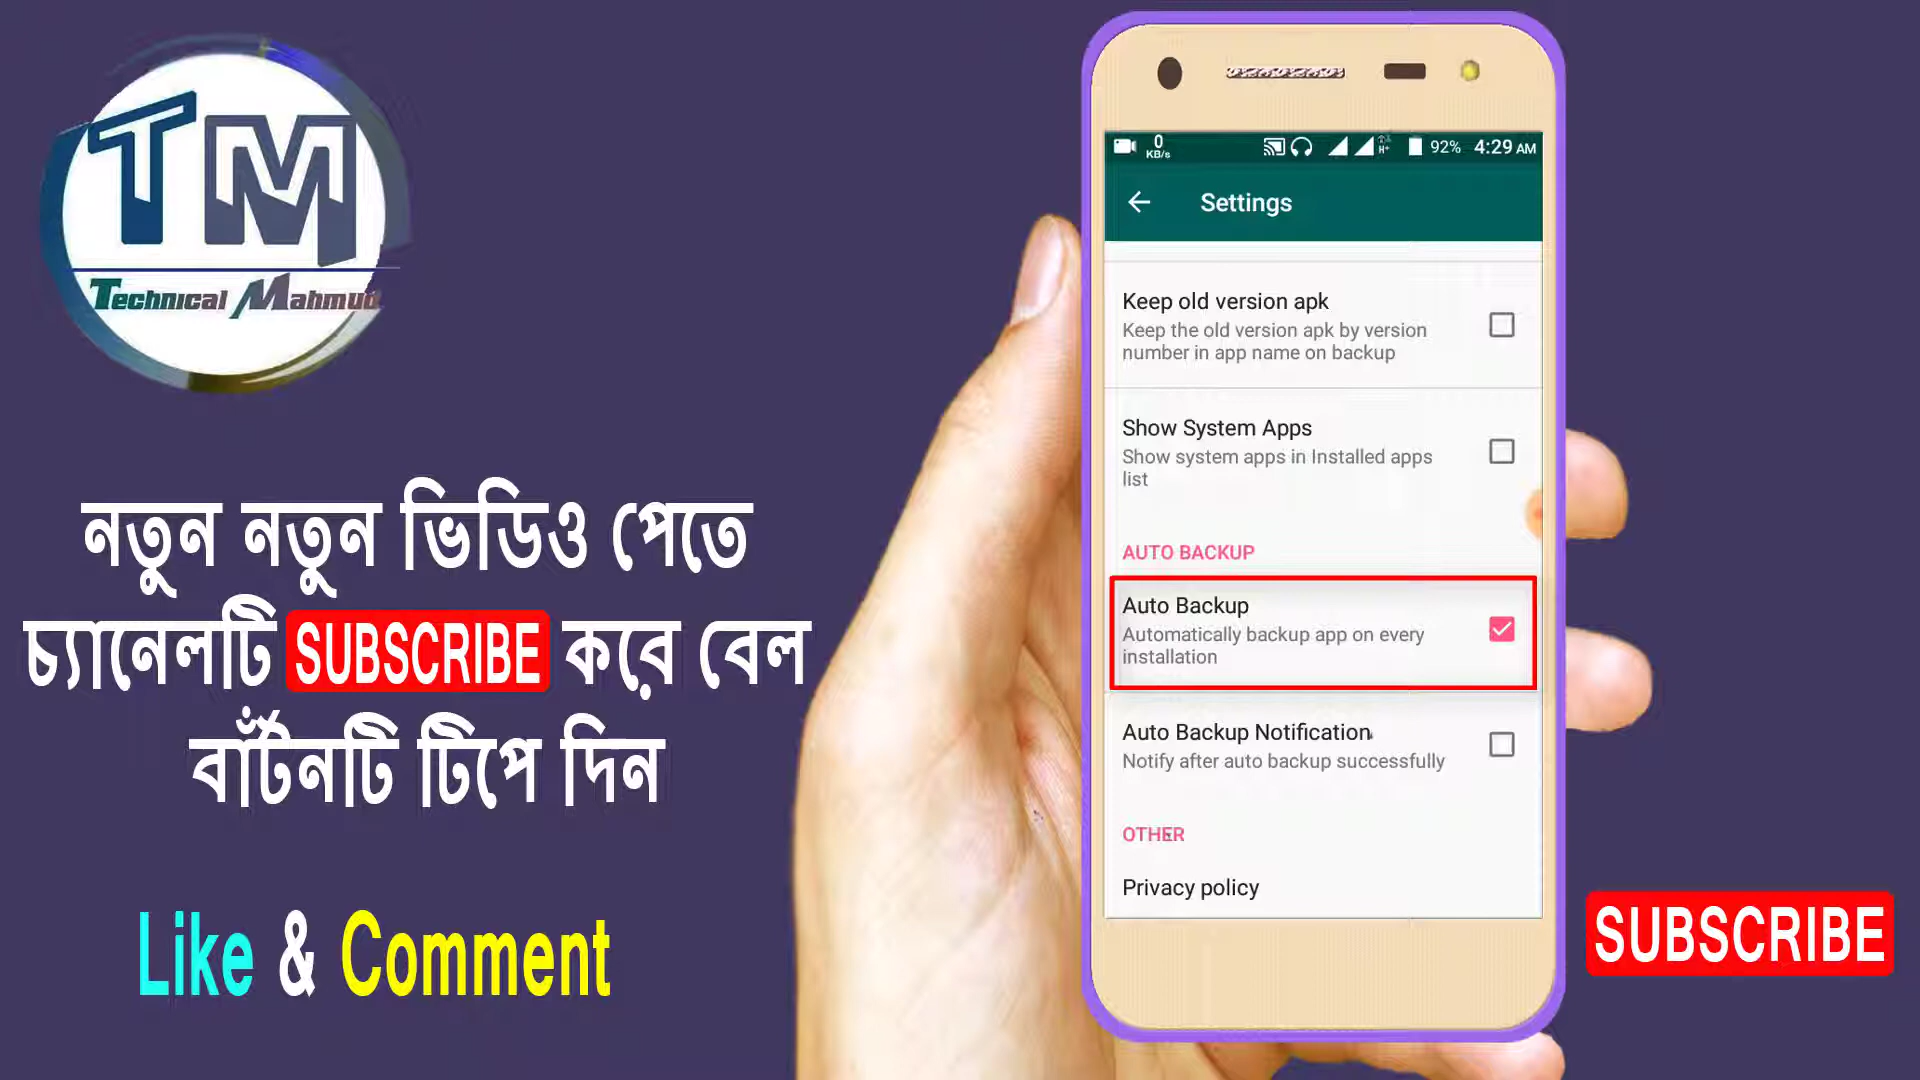 TM
Technical Mahmud
নতুন নতুন ভিডিও পেতে
চ্যানেলটি SUBSCRIBE করে বেল
বাঁটনটি টিপে দিন
Like & Comment
0
KB/s
H+
92% 4:29 AM
Settings
Keep old version apk
Keep the old version apk by version
number in app name on backup
Show System Apps
Show system apps in Installed apps
list
AUTO BACKUP
Auto Backup
Automatically backup app on every
installation
Auto Backup Notification
Notify after auto backup successfully
OTHER
Privacy policy
SUBSCRIBE